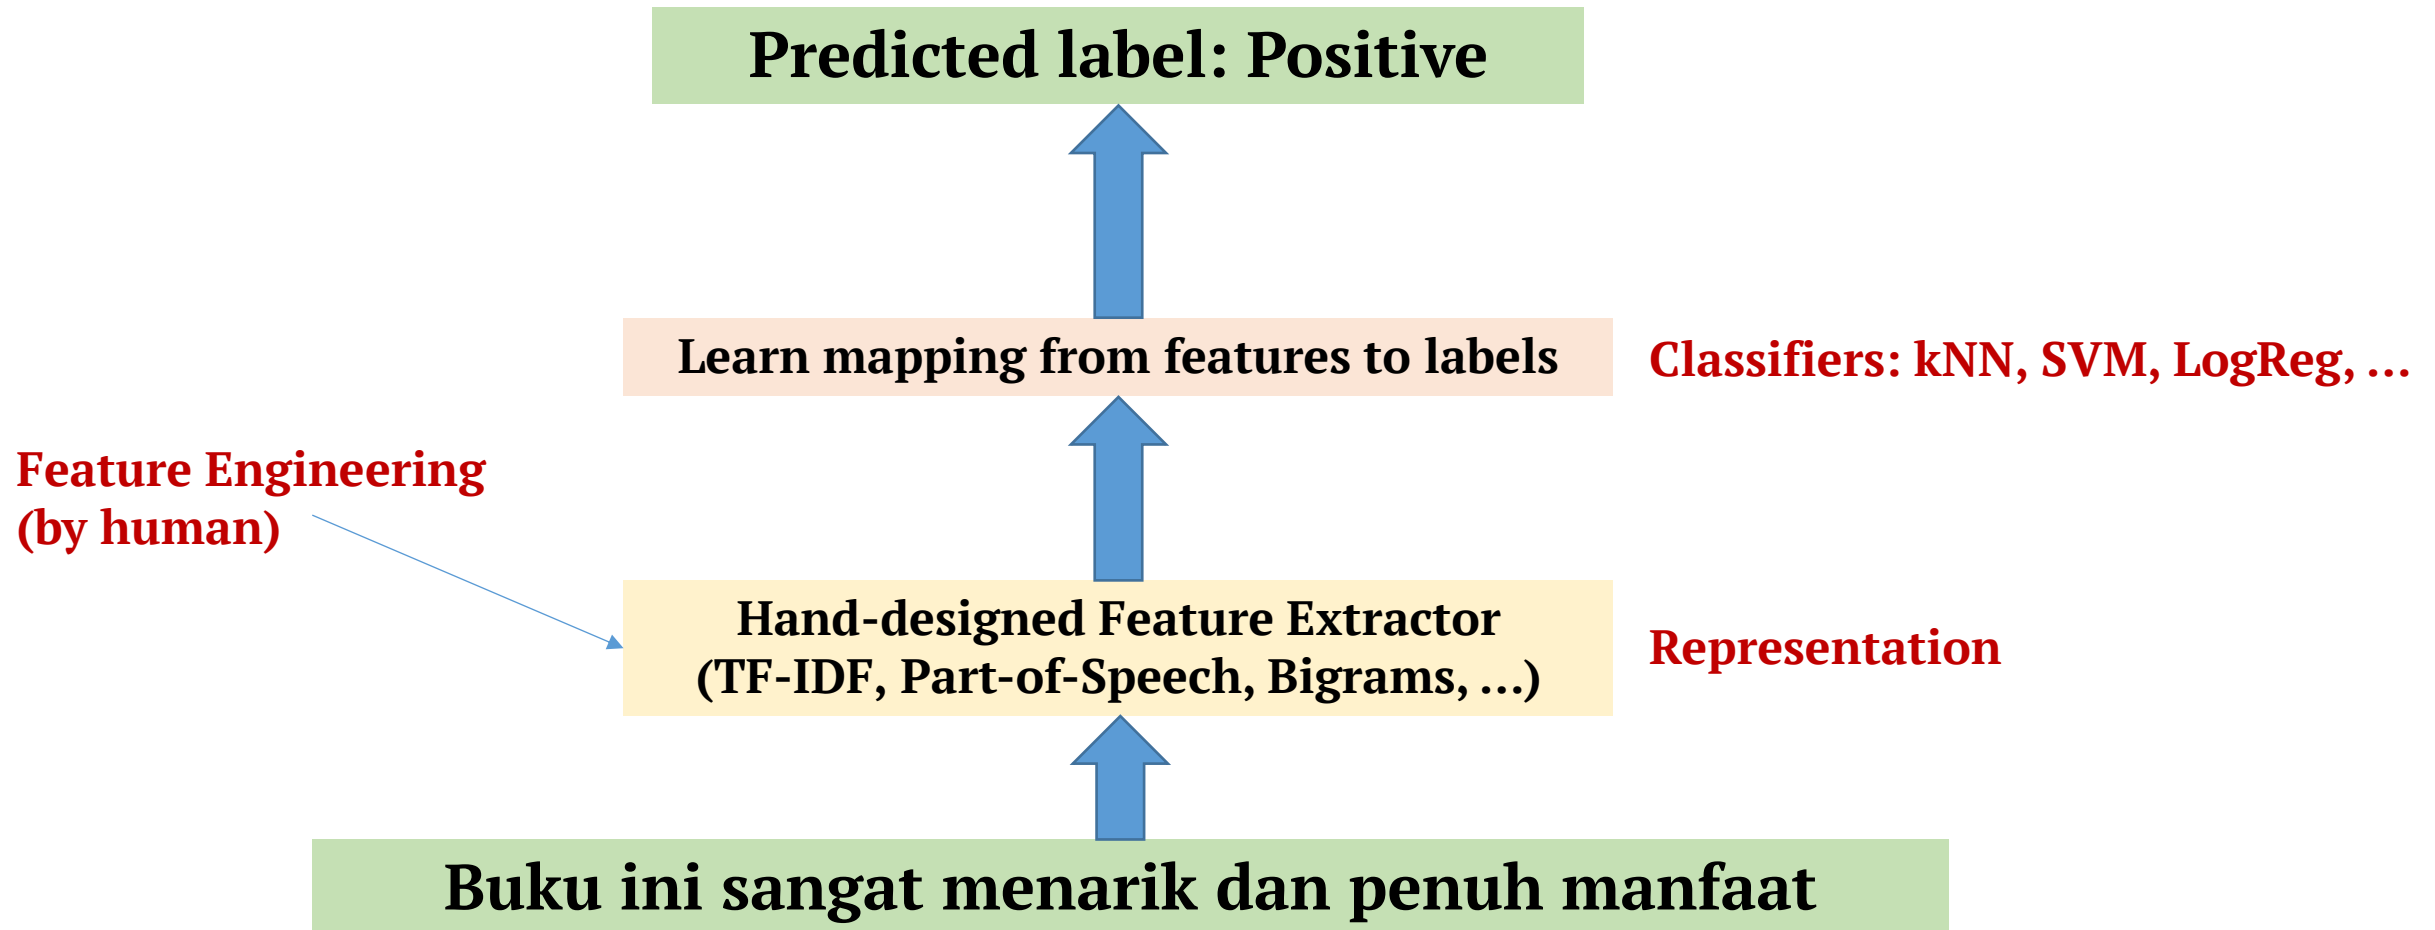 Predicted label: Positive
Learn mapping from features to labels
Classifiers: kNN, SVM, LogReg, ...
Feature Engineering
(by human)
Hand-designed Feature Extractor
(TF-IDF, Part-of-Speech, Bigrams, ...)
Representation
Buku ini sangat menarik dan penuh manfaat